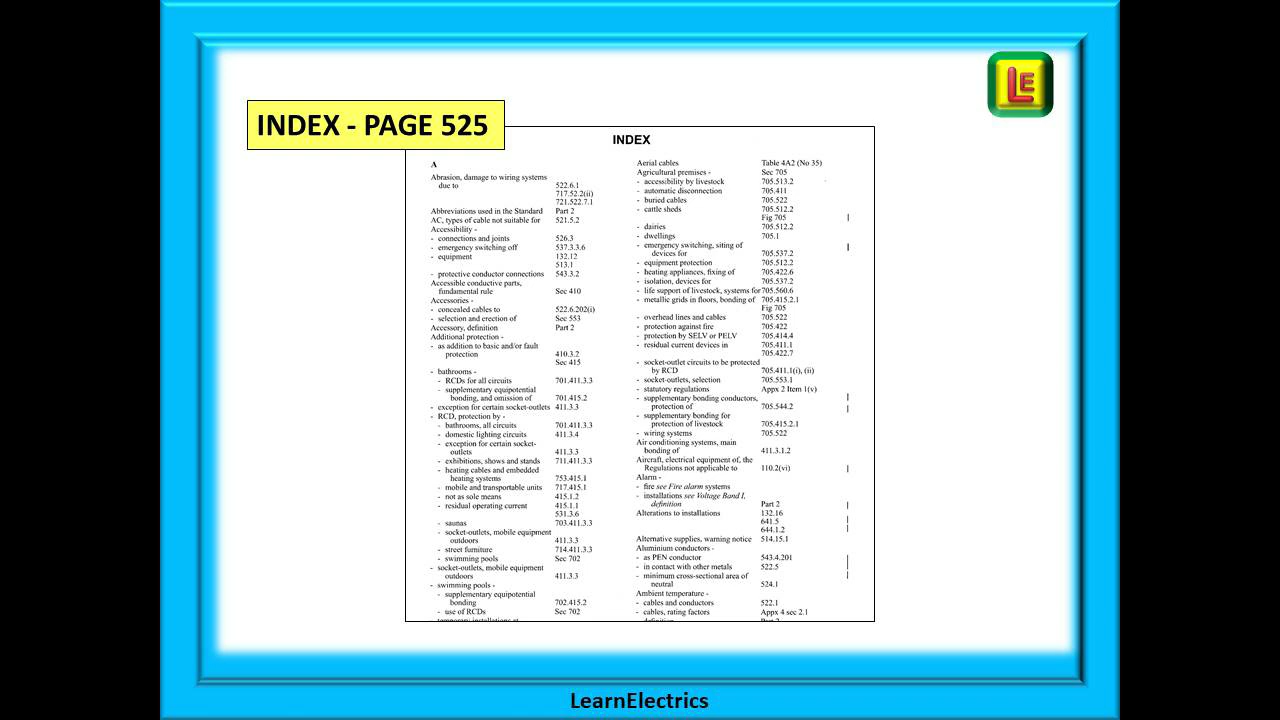 LE
INDEX - PAGE 525
INDEX
A
Abrasion, damage to wiring systems
due to 522.6.1
717.52.2(ii)
721.522.7.1
Abbreviations used in the Standard Part 2
AC, types of cable not suitable for 521.5.2
Accessibility -
- connections and joints 526.3
- emergency switching off 537.3.3.6
- equipment 132.12
513.1
- protective conductor connections 543.3.2
Accessible conductive parts,
fundamental rule Sec 410
Accessories -
- concealed cables to 522.6.202(i)
- selection and erection of Sec 553
Accessory, definition Part 2
Additional protection -
- as addition to basic and/or fault
protection 410.3.2
Sec 415
- bathrooms -
- RCDs for all circuits 701.411.3.3
- supplementary equipotential
bonding, and omission of 701.415.2
- exception for certain socket-outlets 411.3.3
- RCD, protection by -
- bathrooms, all circuits 701.411.3.3
- domestic lighting circuits 411.3.4
- exception for certain socket-
outlets 411.3.3
- exhibitions, shows and stands 711.411.3.3
- heating cables and embedded
heating systems 753.415.1
- mobile and transportable units 717.415.1
- not as sole means 415.1.2
- residual operating current 415.1.1
531.3.6
- saunas 703.411.3.3
- socket-outlets, mobile equipment
outdoors 411.3.3
- street furniture 714.411.3.3
- swimming pools Sec 702
- socket-outlets, mobile equipment
outdoors 411.3.3
- swimming pools -
- supplementary equipotential
bonding 702.415.2
- use of RCDs Sec 702
Aerial cables Table 4A2 (No 35)
Agricultural premises - Sec 705
- accessibility by livestock 705.513.2
- automatic disconnection 705.411
- buried cables 705.522
- cattle sheds 705.512.2
Fig 705
- dairies 705.512.2
- dwellings 705.1
- emergency switching, siting of
devices for 705.537.2
- equipment protection 705.512.2
- heating appliances, fixing of 705.422.6
- isolation, devices for 705.537.2
- life support of livestock, systems for 705.560.6
- metallic grids in floors, bonding of 705.415.2.1
Fig 705
- overhead lines and cables 705.522
- protection against fire 705.422
- protection by SELV or PELV 705.414.4
- residual current devices in 705.411.1
705.422.7
- socket-outlet circuits to be protected
by RCD 705.411.1(i), (ii)
- socket-outlets, selection 705.553.1
- statutory regulations Appx 2 Item 1(v)
- supplementary bonding conductors,
protection of 705.544.2
- supplementary bonding for
protection of livestock 705.415.2.1
- wiring systems 705.522
Air conditioning systems, main
bonding of 411.3.1.2
Aircraft, electrical equipment of, the
Regulations not applicable to 110.2(vi)
Alarm -
- fire see Fire alarm systems
- installations see Voltage Band I,
definition Part 2
Alterations to installations 132.16
641.5
644.1.2
Alternative supplies, warning notice 514.15.1
Aluminium conductors -
- as PEN conductor 543.4.201
- in contact with other metals 522.5
- minimum cross-sectional area of
neutral 524.1
Ambient temperature -
- cables and conductors 522.1
- cables, rating factors Appx 4 sec 2.1
LearnElectrics